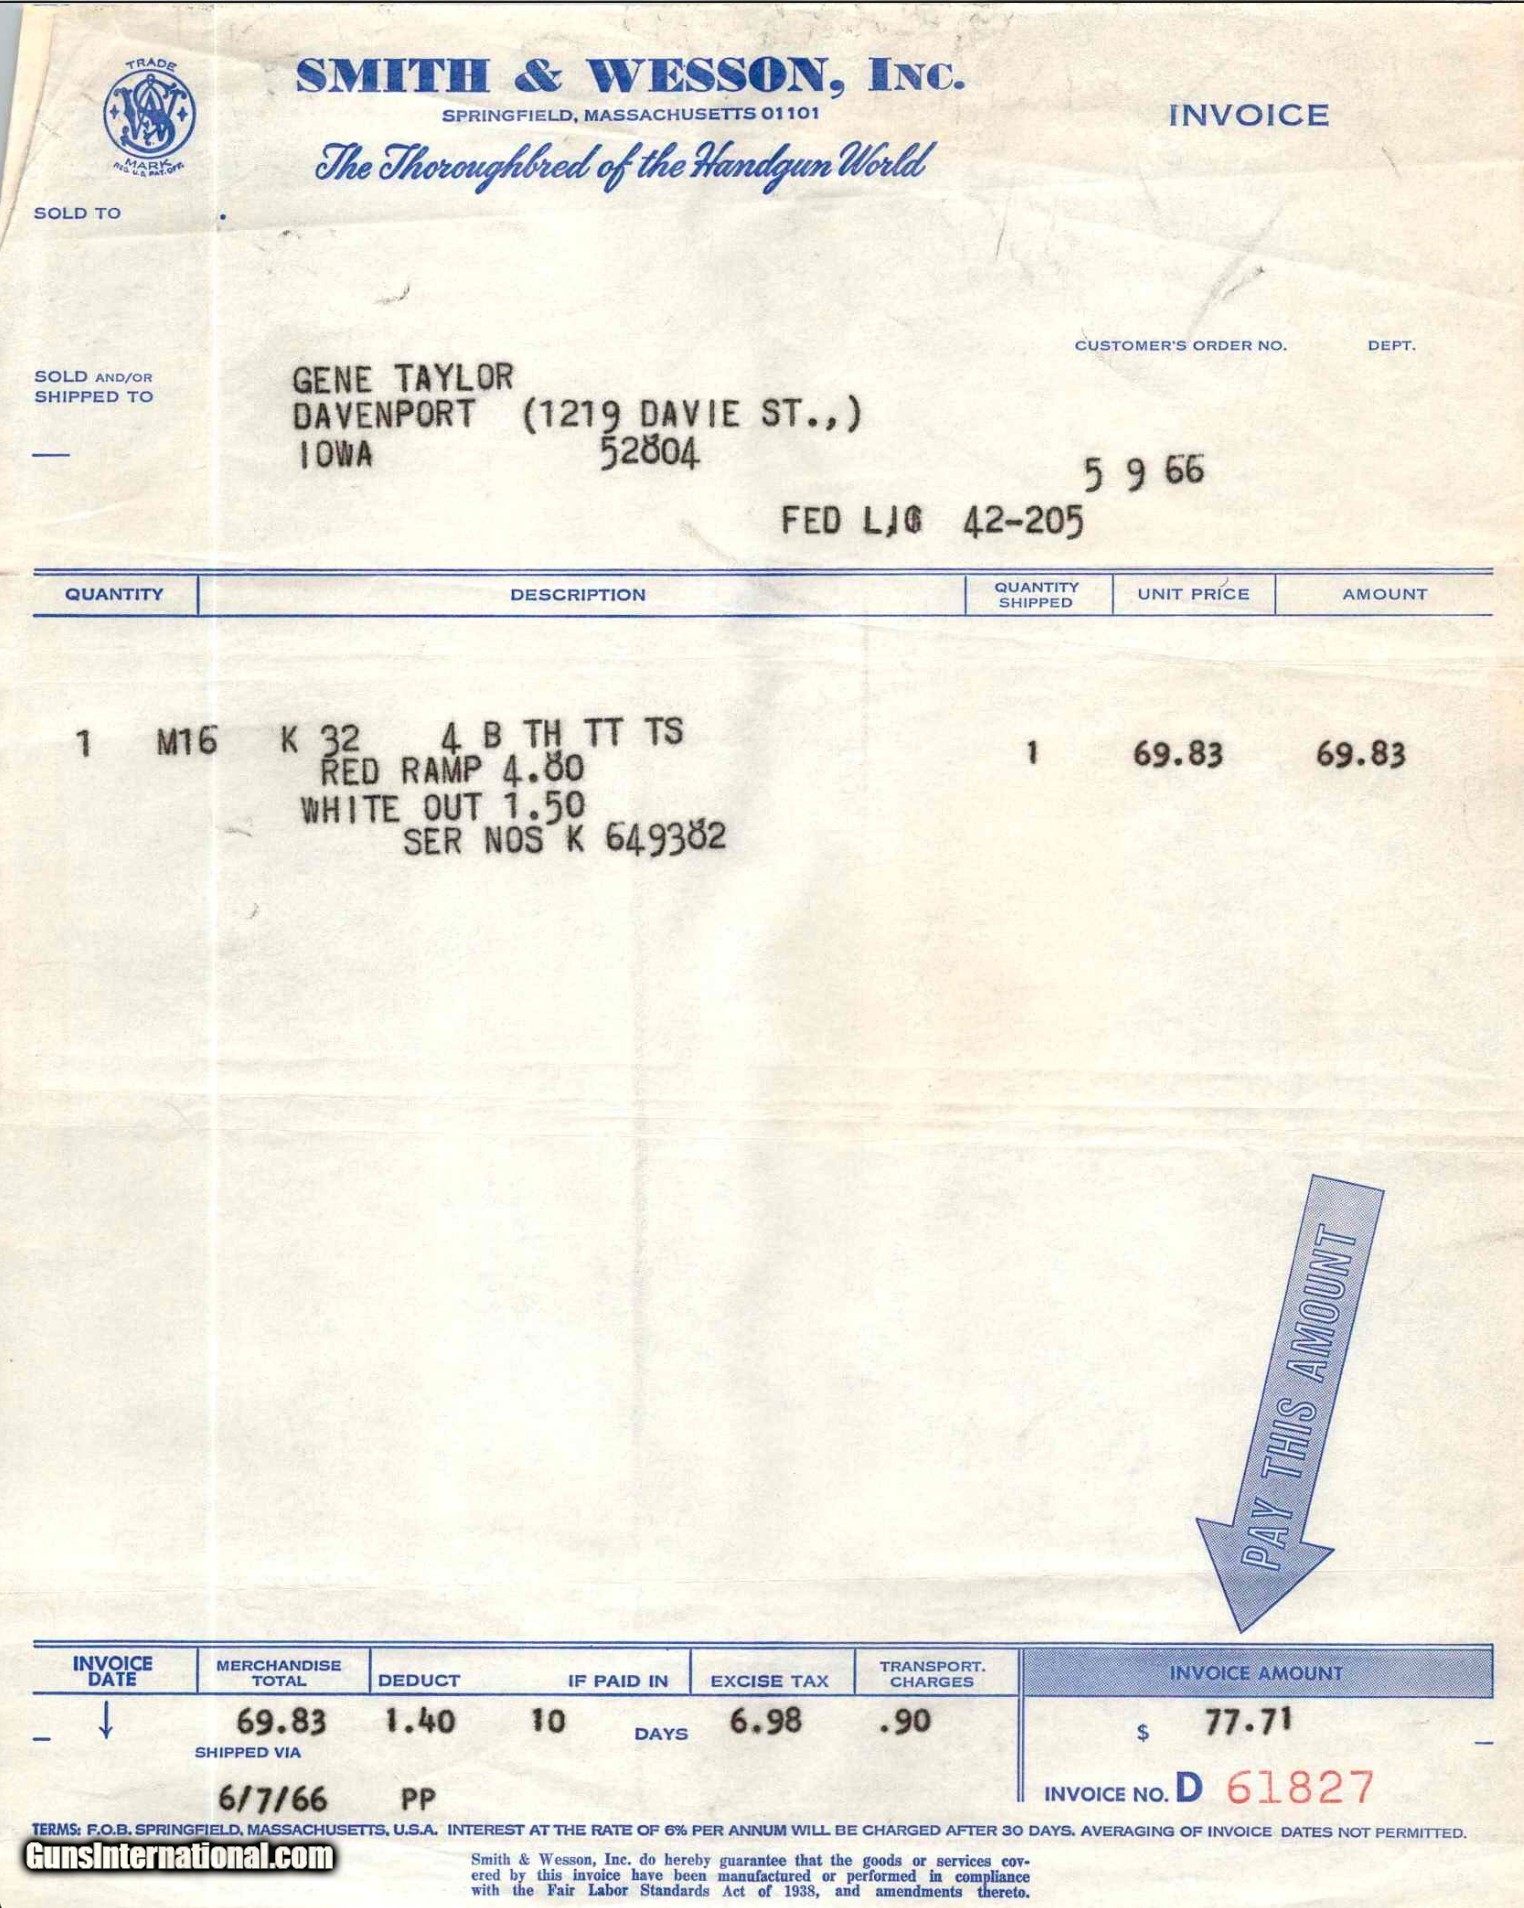 TRADE
MARK
REG. U.S. PAT. OFF.
SMITH & WESSON, INC.
SPRINGFIELD, MASSACHUSETTS 01101
The Thoroughbred of the Handgun World
INVOICE
SOLD TO
CUSTOMER'S ORDER NO. DEPT.
SOLD AND/OR
SHIPPED TO
GENE TAYLOR
DAVENPORT (1219 DAVIE ST.,)
IOWA 52804
5 9 66
FED 42-205
QUANTITY DESCRIPTION QUANTITY SHIPPED UNIT PRICE AMOUNT
1 M16 K 32 4 B TH TT TS 1 69.83 69.83
RED RAMP 4.80
WHITE OUT 1.50
SER NOS K 649382
PAY THIS AMOUNT
INVOICE DATE MERCHANDISE TOTAL DEDUCT IF PAID IN EXCISE TAX TRANSPORT. CHARGES INVOICE AMOUNT
69.83 1.40 10 DAYS 6.98 .90 $ 77.71
SHIPPED VIA
6/7/66 PP
INVOICE NO. D 61827
TERMS: F.O.B. SPRINGFIELD, MASSACHUSETTS, U.S.A. INTEREST AT THE RATE OF 6% PER ANNUM WILL BE CHARGED AFTER 30 DAYS. AVERAGING OF INVOICE DATES NOT PERMITTED.
GunsInternational.com
Smith & Wesson, Inc. do hereby guarantee that the goods or services cov-
ered by this invoice have been manufactured or performed in compliance
with the Fair Labor Standards Act of 1938, and amendments thereto.